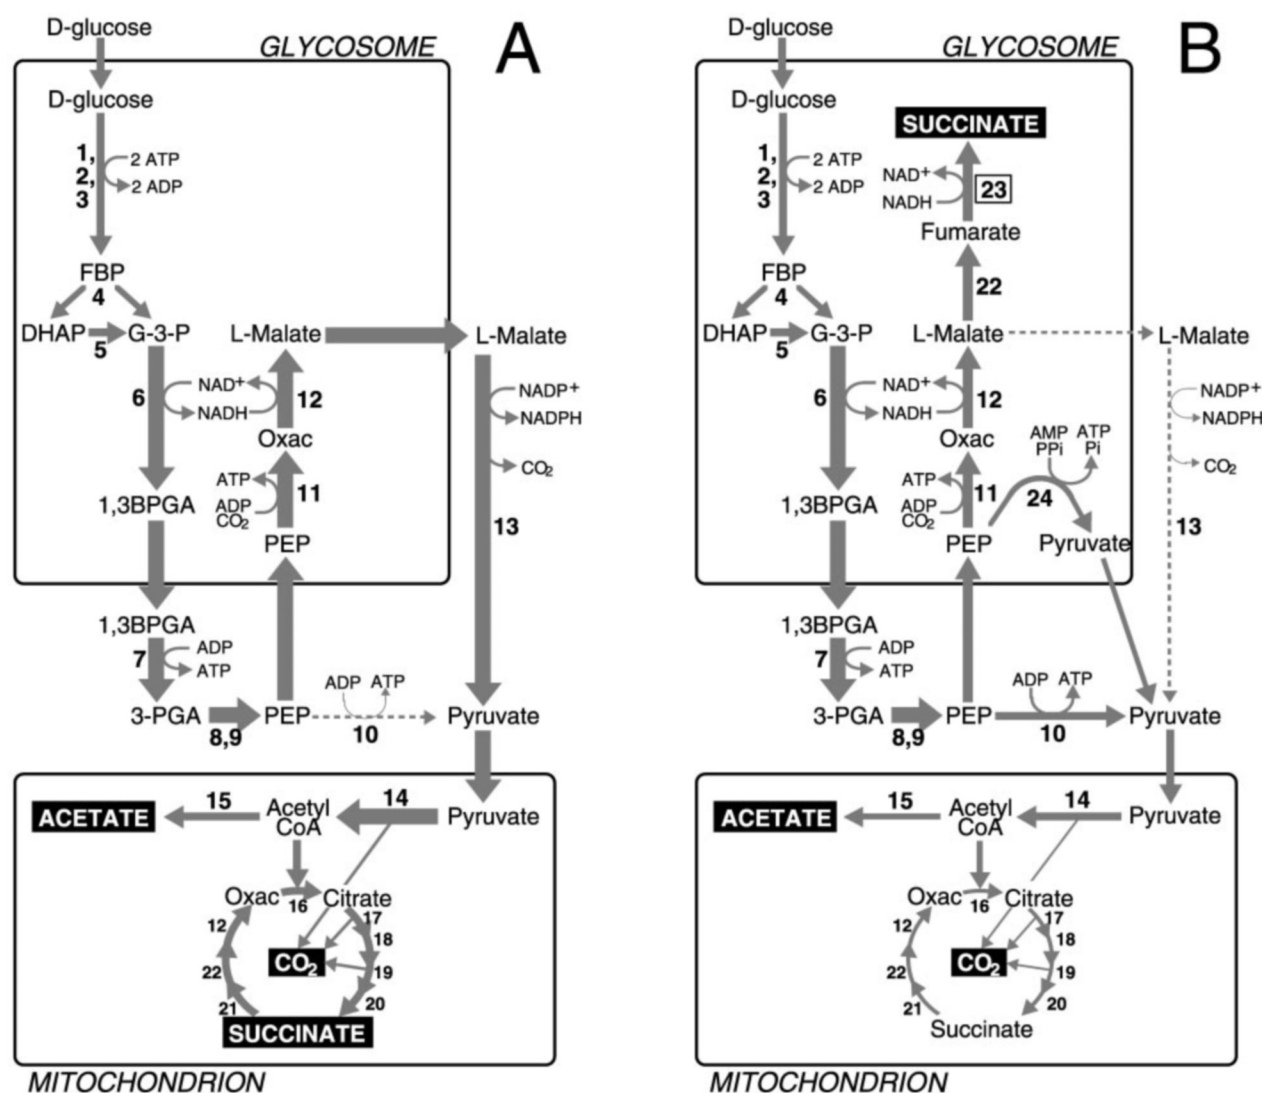 D-glucose
GLYCOSOME
A
D-glucose
1,
2,
3
2 ATP
2 ADP
FBP
4
DHAP
5
G-3-P
L-Malate
L-Malate
6
NAD+
NADH
12
NADP+
NADPH
Oxac
CO2
ATP
ADP
CO2
11
1,3BPGA
13
PEP
1,3BPGA
7
ADP
ATP
3-PGA
8,9
PEP
ADP
ATP
10
Pyruvate
ACETATE
15
Acetyl
CoA
14
Pyruvate
Oxac
16
Citrate
12
17
18
CO2
22
19
21
20
SUCCINATE
MITOCHONDRION
D-glucose
GLYCOSOME
B
D-glucose
SUCCINATE
1,
2,
3
2 ATP
2 ADP
NAD+
NADH
23
Fumarate
FBP
4
22
DHAP
5
G-3-P
L-Malate
L-Malate
6
NAD+
NADH
12
NADP+
NADPH
Oxac
AMP
PPi
ATP
Pi
CO2
ATP
ADP
CO2
11
24
1,3BPGA
13
PEP
Pyruvate
1,3BPGA
7
ADP
ATP
3-PGA
8,9
PEP
ADP
ATP
10
Pyruvate
ACETATE
15
Acetyl
CoA
14
Pyruvate
Oxac
16
Citrate
12
17
18
CO2
22
19
21
20
Succinate
MITOCHONDRION